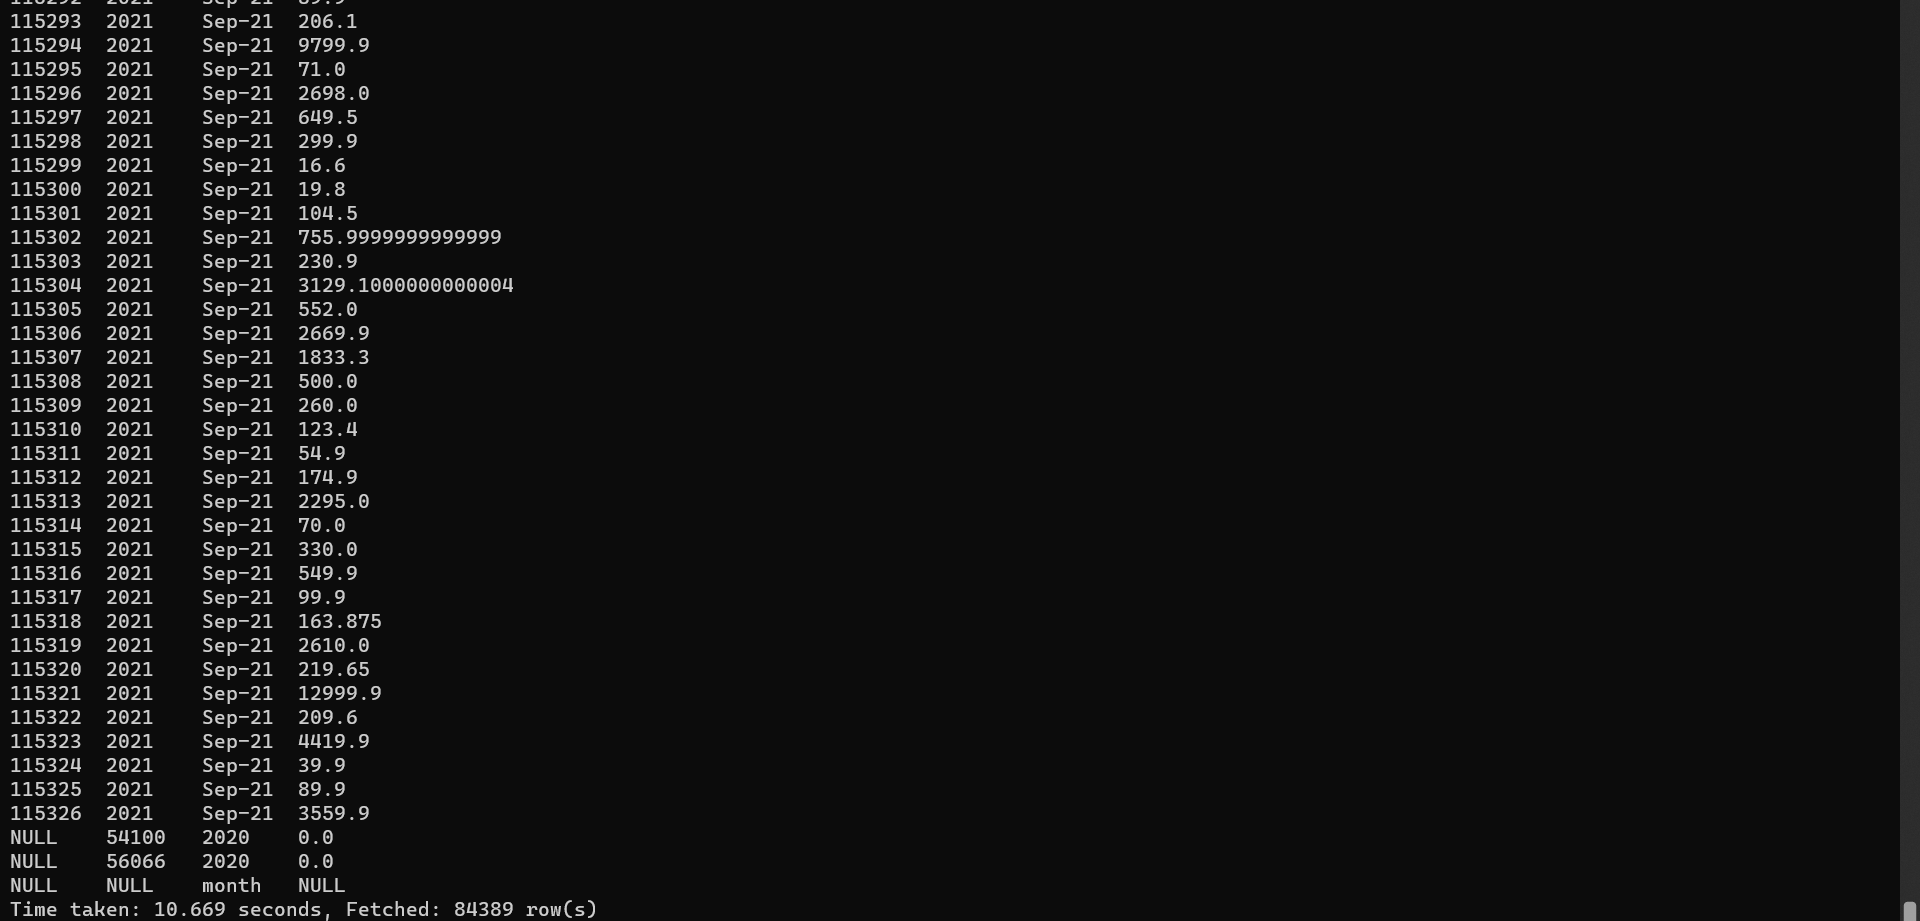 115293 2021 Sep-21 206.1
115294 2021 Sep-21 9799.9
115295 2021 Sep-21 71.0
115296 2021 Sep-21 2698.0
115297 2021 Sep-21 649.5
115298 2021 Sep-21 299.9
115299 2021 Sep-21 16.6
115300 2021 Sep-21 19.8
115301 2021 Sep-21 104.5
115302 2021 Sep-21 755.9999999999999
115303 2021 Sep-21 230.9
115304 2021 Sep-21 3129.1000000000004
115305 2021 Sep-21 552.0
115306 2021 Sep-21 2669.9
115307 2021 Sep-21 1833.3
115308 2021 Sep-21 500.0
115309 2021 Sep-21 260.0
115310 2021 Sep-21 123.4
115311 2021 Sep-21 54.9
115312 2021 Sep-21 174.9
115313 2021 Sep-21 2295.0
115314 2021 Sep-21 70.0
115315 2021 Sep-21 330.0
115316 2021 Sep-21 549.9
115317 2021 Sep-21 99.9
115318 2021 Sep-21 163.875
115319 2021 Sep-21 2610.0
115320 2021 Sep-21 219.65
115321 2021 Sep-21 12999.9
115322 2021 Sep-21 209.6
115323 2021 Sep-21 4419.9
115324 2021 Sep-21 39.9
115325 2021 Sep-21 89.9
115326 2021 Sep-21 3559.9
NULL 54100 2020 0.0
NULL 56066 2020 0.0
NULL NULL month NULL
Time taken: 10.669 seconds, Fetched: 84389 row(s)